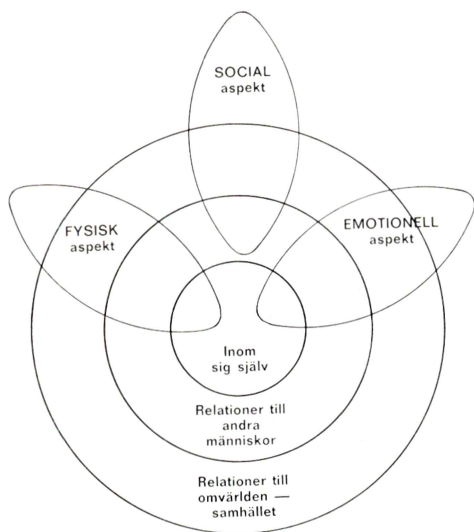 SOCIAL
aspekt
FYSISK
aspekt
EMOTIONELL
aspekt
Inom
sig själv
Relationer till
andra
människor
Relationer till
omvärlden —
samhället